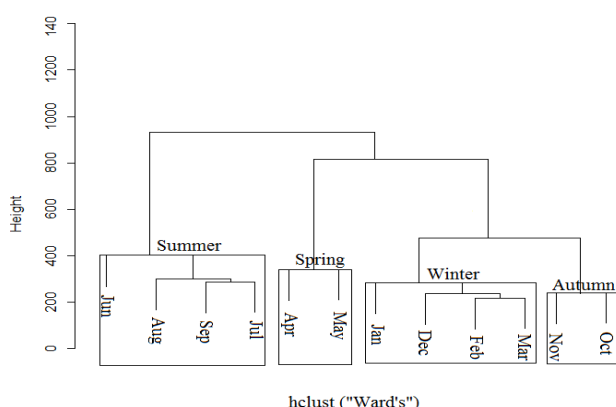 140
1200
1000
800
600
400
200
0
Height
Summer
Spring
Winter
Autumn
Jun
Aug
Sep
Jul
Apr
May
Jan
Dec
Feb
Mar
Nov
Oct
hclust ("Ward's")